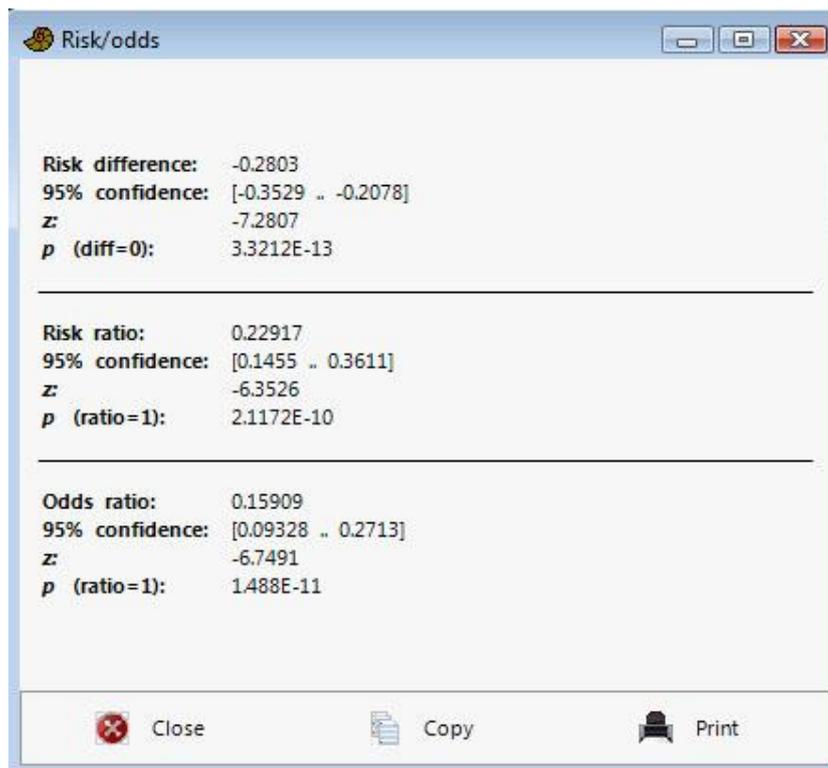 Risk/odds
Risk difference: -0.2803
95% confidence: [-0.3529 .. -0.2078]
z: -7.2807
p (diff=0): 3.3212E-13
Risk ratio: 0.22917
95% confidence: [0.1455 .. 0.3611]
z: -6.3526
p (ratio=1): 2.1172E-10
Odds ratio: 0.15909
95% confidence: [0.09328 .. 0.2713]
z: -6.7491
p (ratio=1): 1.488E-11
Close Copy Print